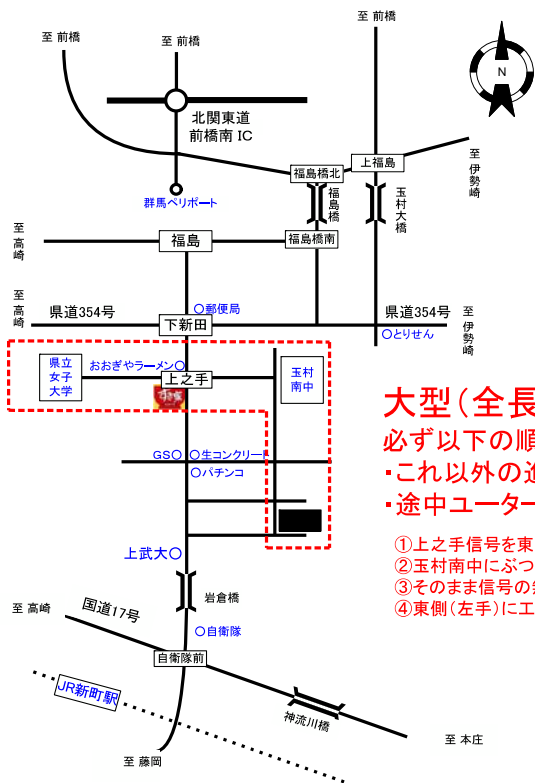 至 前橋
至 前橋
至 前橋
N
北関東道
前橋南 IC
上福島
至 伊勢崎
福島橋北
福島橋
玉村大橋
群馬ヘリポート
至 高崎
福島
福島橋南
至 高崎
県道354号
○郵便局
下新田
県道354号
至 伊勢崎
○とりせん
県立
女子
大学
おおぎやラーメン○
上之手
玉村
南中
大型(全長
必ず以下の順
・これ以外の進
・途中ユーター
GS○
○生コンクリート
○パチンコ
①上之手信号を東
②玉村南中にぶつ
③そのまま信号の
④東側(左手)にエ
上武大○
岩倉橋
至 高崎
国道17号
○自衛隊
自衛隊前
JR新町駅
神流川橋
至 本庄
至 藤岡